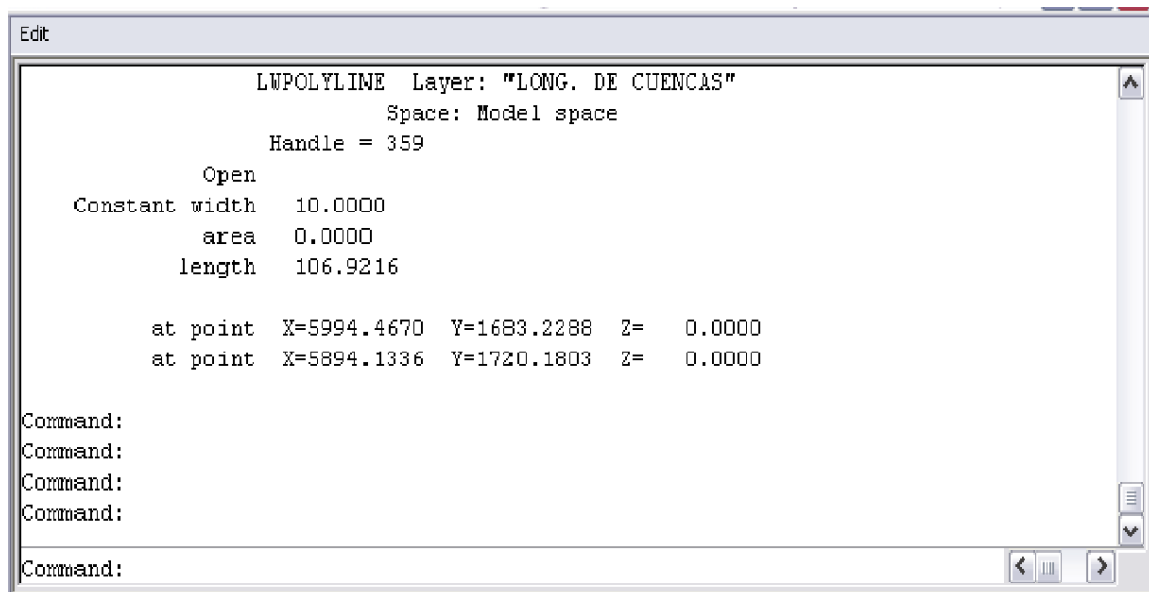 Edit
LWPOLYLINE Layer: "LONG. DE CUENCAS"
Space: Model space
Handle = 359
Open
Constant width 10.0000
area 0.0000
length 106.9216
at point X=5994.4670 Y=1683.2288 Z= 0.0000
at point X=5894.1336 Y=1720.1803 Z= 0.0000
Command:
Command:
Command:
Command:
Command: